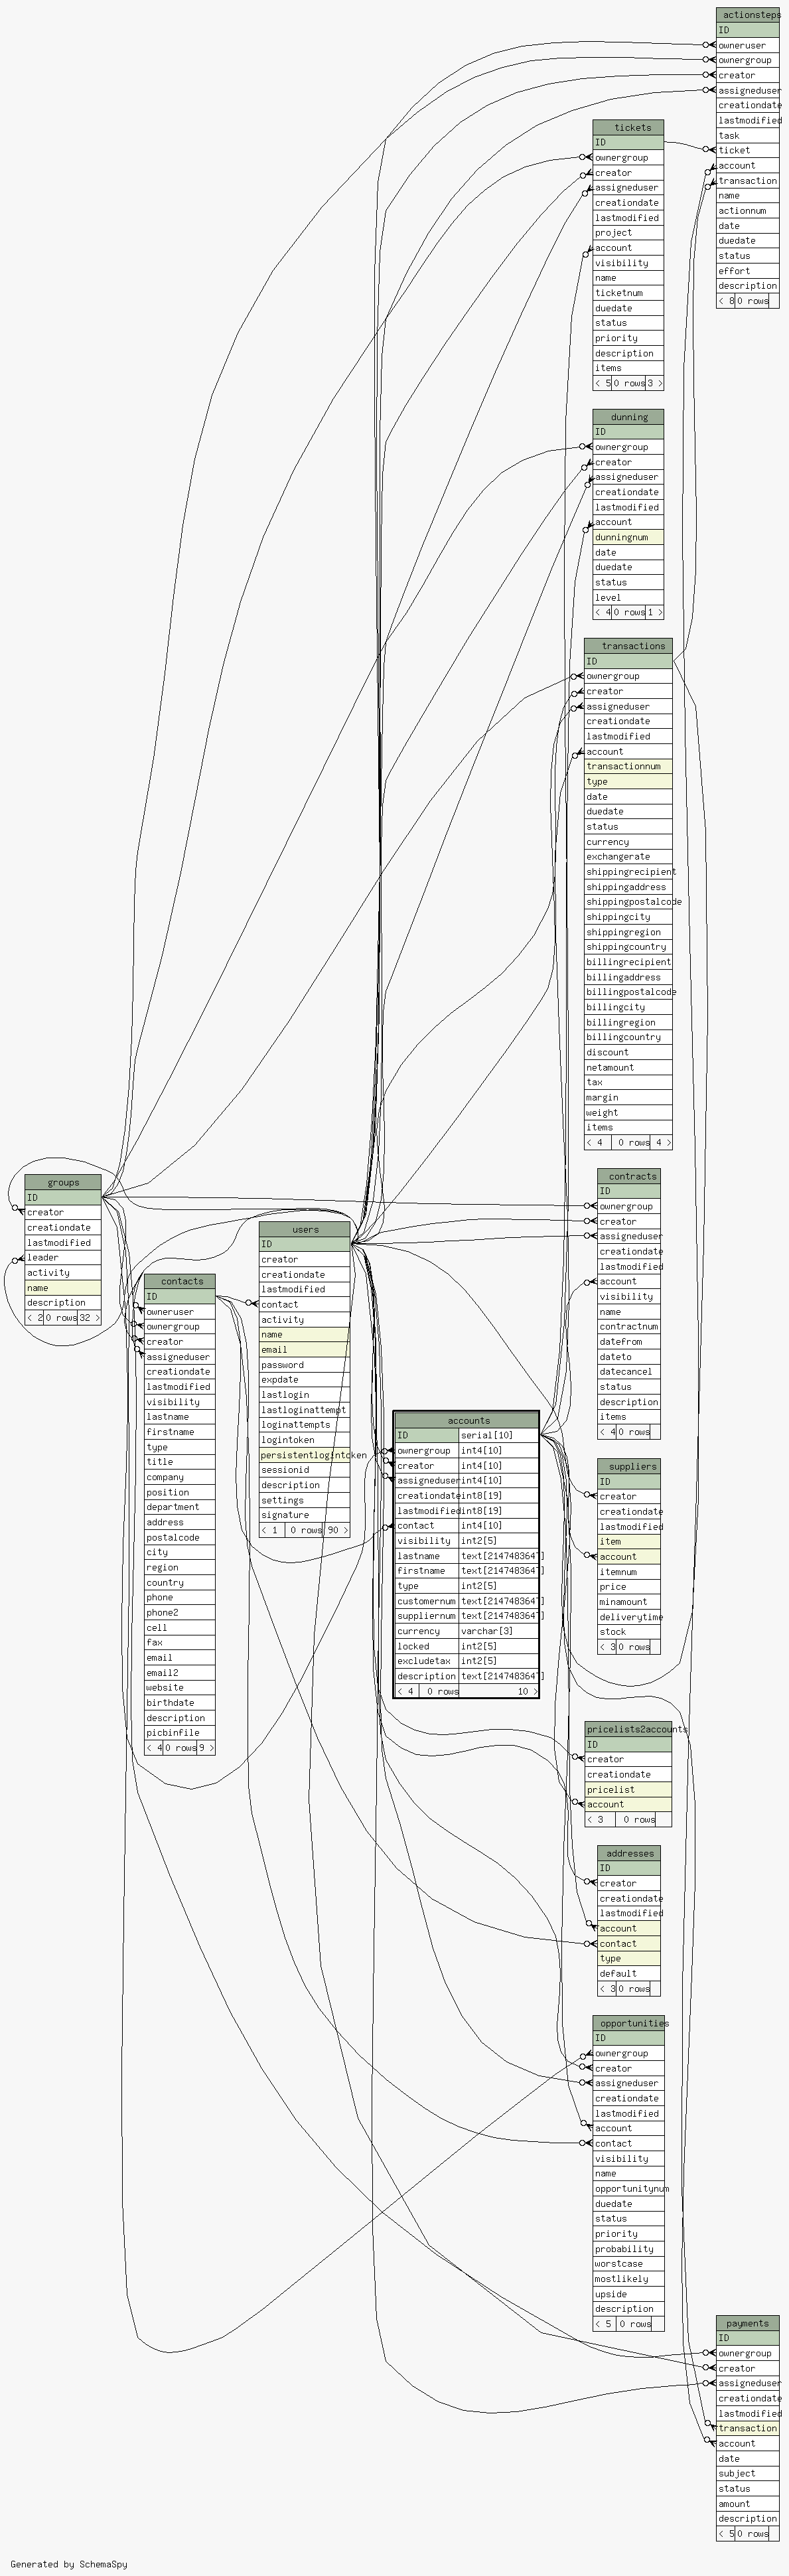 actionsteps
ID
owneruser
ownergroup
creator
assigneduser
creationdate
lastmodified
task
ticket
account
transaction
name
actionnum
date
duedate
status
effort
description
< 8 0 rows
tickets
ID
ownergroup
creator
assigneduser
creationdate
lastmodified
project
account
visibility
name
ticketnum
duedate
status
priority
description
items
< 5 0 rows 3 >
dunning
ID
ownergroup
creator
assigneduser
creationdate
lastmodified
account
dunningnum
date
duedate
status
level
< 4 0 rows 1 >
transactions
ID
ownergroup
creator
assigneduser
creationdate
lastmodified
account
transactionnum
type
date
duedate
status
currency
exchangerate
shippingrecipient
shippingaddress
shippingpostalcode
shippingcity
shippingregion
shippingcountry
billingrecipient
billingaddress
billingpostalcode
billingcity
billingregion
billingcountry
discount
netamount
tax
margin
weight
items
< 4 0 rows 4 >
groups
ID
creator
creationdate
lastmodified
leader
activity
name
description
< 2 0 rows 32 >
contacts
ID
owneruser
ownergroup
creator
assigneduser
creationdate
lastmodified
visibility
lastname
firstname
type
title
company
position
department
address
postalcode
city
region
country
phone
phone2
cell
fax
email
email2
website
birthdate
description
picbinfile
< 4 0 rows 9 >
users
ID
creator
creationdate
lastmodified
contact
activity
name
email
password
expdate
lastlogin
lastloginattempt
loginattempts
logintoken
persistentlogintoken
sessionid
description
settings
signature
< 1 0 rows 90 >
accounts
ID serial[10]
ownergroup int4[10]
creator int4[10]
assigneduser int4[10]
creationdate int8[19]
lastmodified int8[19]
contact int4[10]
visibility int2[5]
lastname text[2147483647]
firstname text[2147483647]
type int2[5]
customernum text[2147483647]
suppliernum text[2147483647]
currency varchar[3]
locked int2[5]
excludetax int2[5]
description text[2147483647]
< 4 0 rows 10 >
contracts
ID
ownergroup
creator
assigneduser
creationdate
lastmodified
account
visibility
name
contractnum
datefrom
dateto
datecancel
status
description
items
< 4 0 rows
suppliers
ID
creator
creationdate
lastmodified
item
account
itemnum
price
minamount
deliverytime
stock
< 3 0 rows
pricelists2accounts
ID
creator
creationdate
pricelist
account
< 3 0 rows
addresses
ID
creator
creationdate
lastmodified
account
contact
type
default
< 3 0 rows
opportunities
ID
ownergroup
creator
assigneduser
creationdate
lastmodified
account
contact
visibility
name
opportunitynum
duedate
status
priority
probability
worstcase
mostlikely
upside
description
< 5 0 rows
payments
ID
ownergroup
creator
assigneduser
creationdate
lastmodified
transaction
account
date
subject
status
amount
description
< 5 0 rows
Generated by SchemaSpy